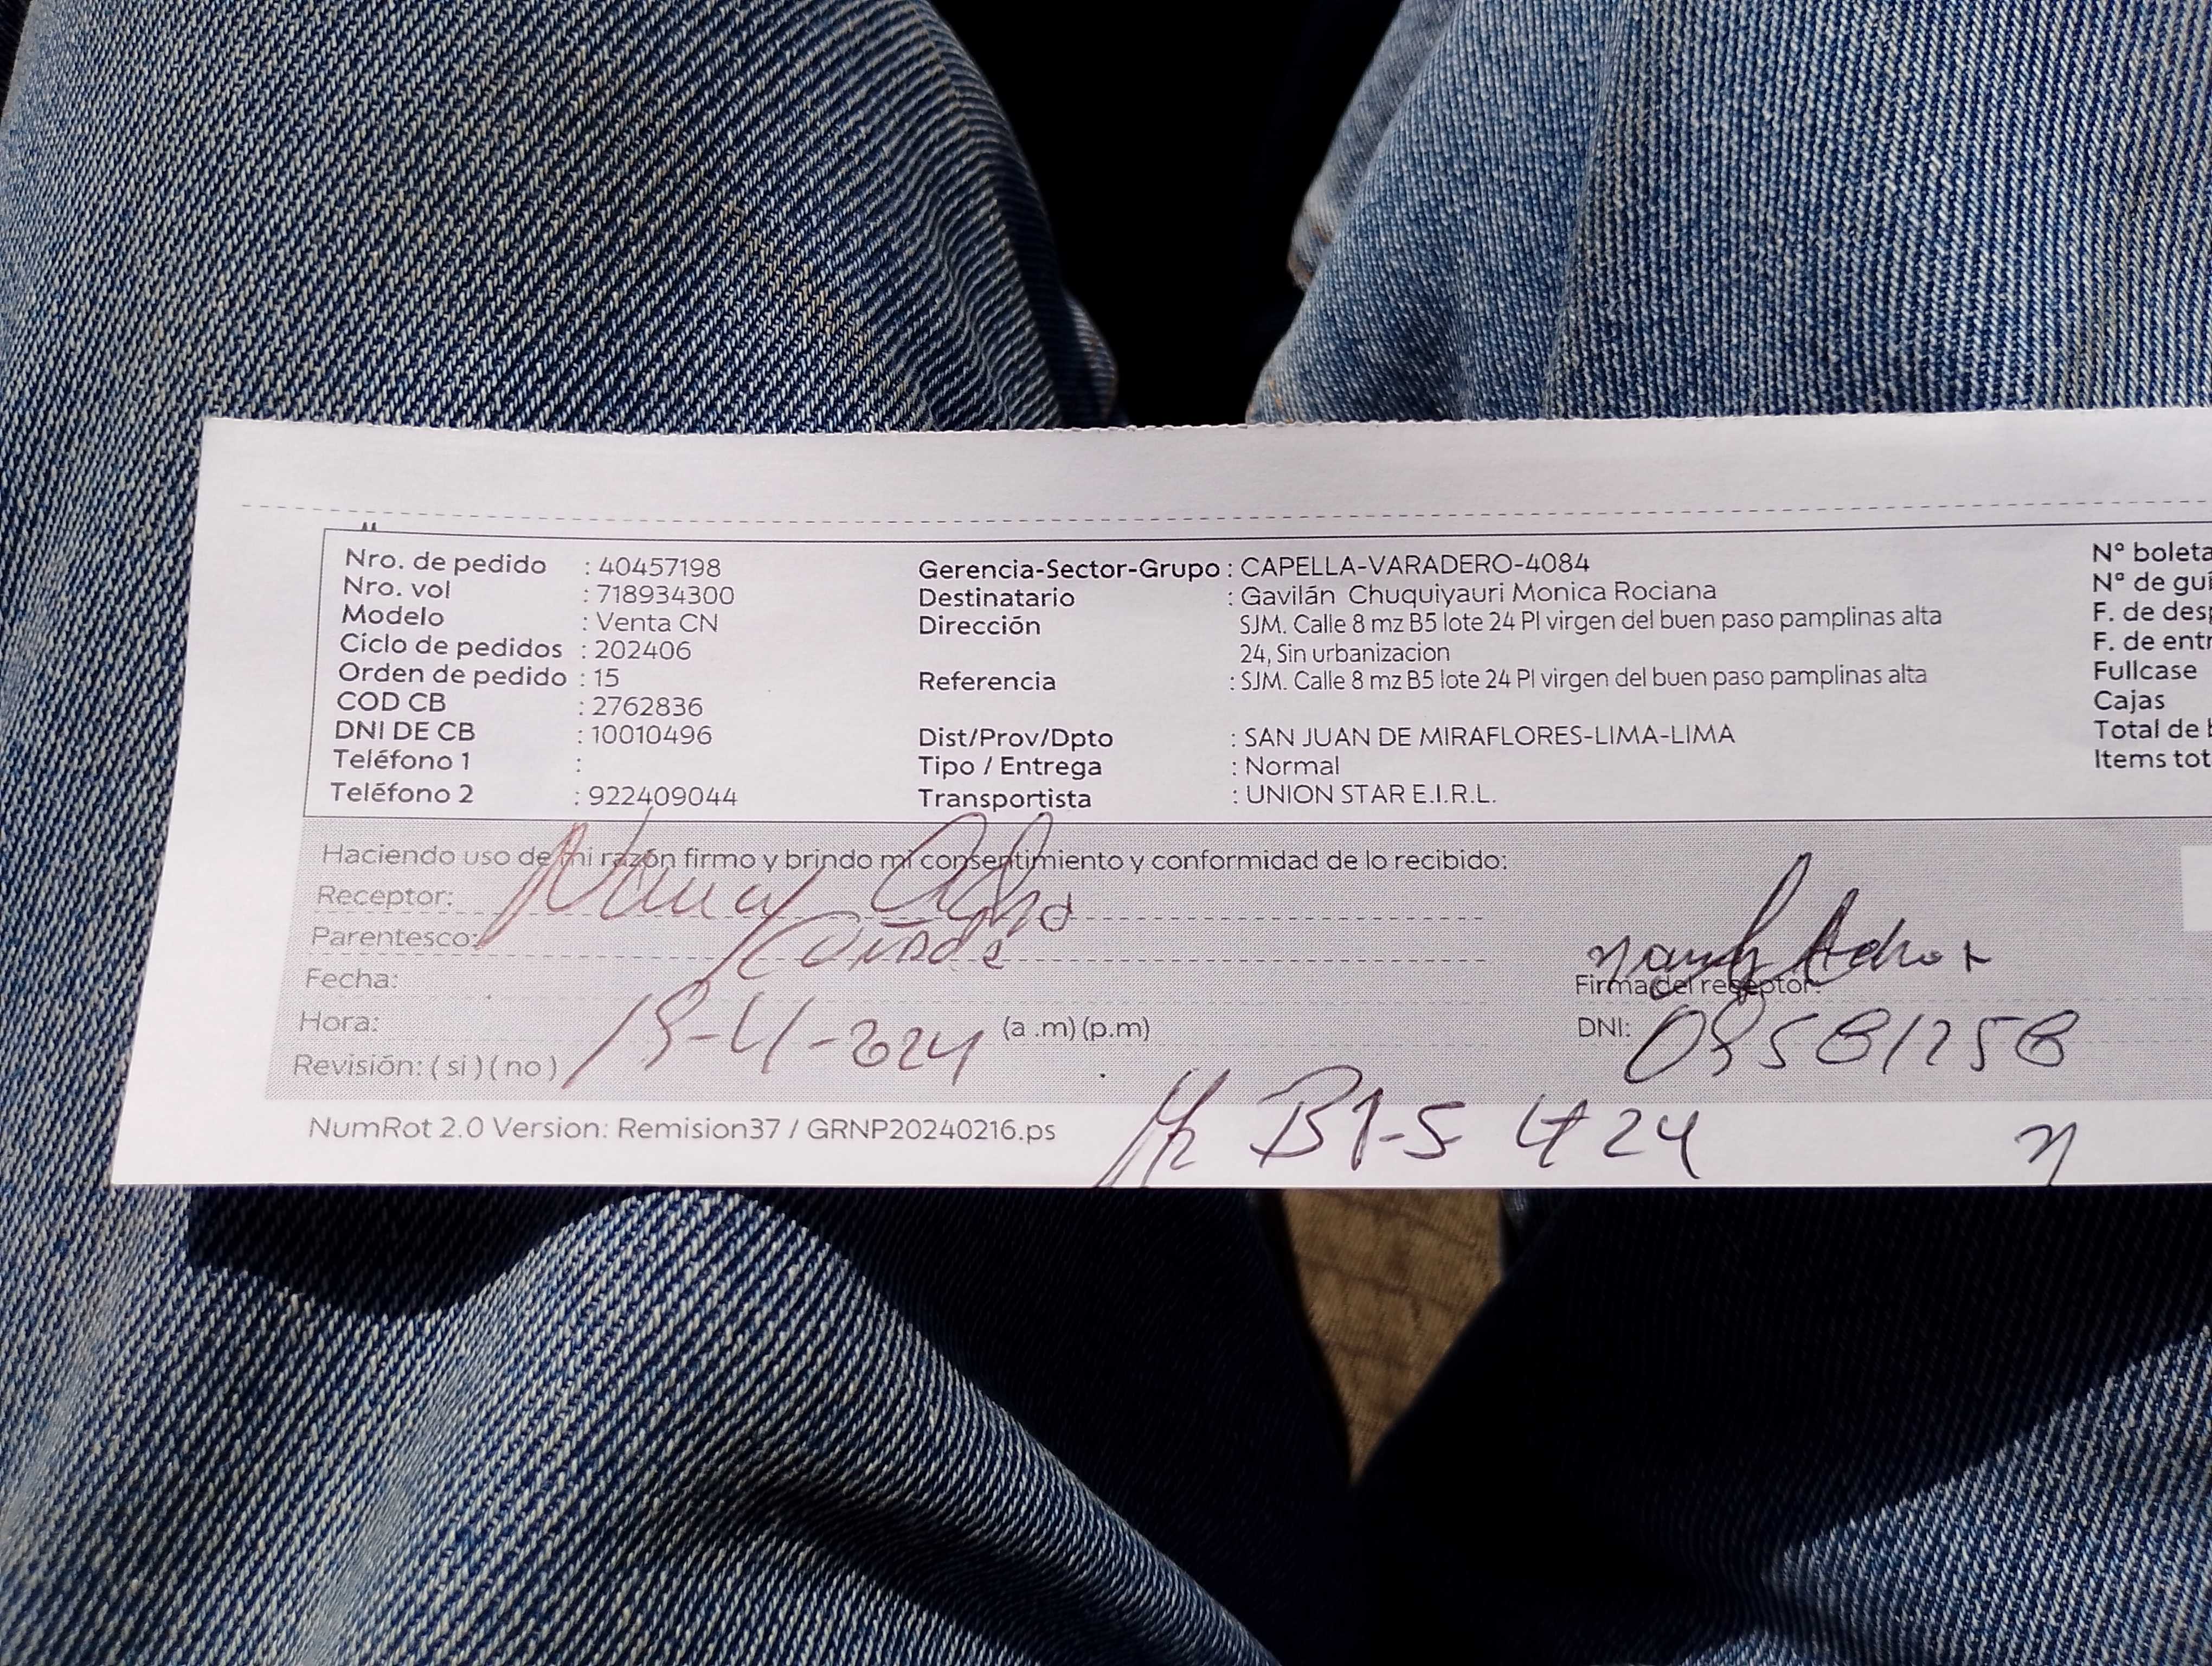 Nro. de pedido : 40457198
Nro. vol : 718934300
Modelo : Venta CN
Ciclo de pedidos : 202406
Orden de pedido : 15
COD CB : 2762836
DNI DE CB : 10010496
Teléfono 1 :
Teléfono 2 : 922409044
Gerencia-Sector-Grupo : CAPELLA-VARADERO-4084
Destinatario : Gavilán Chuquiyauri Monica Rociana
Dirección SJM. Calle 8 mz B5 lote 24 Pl virgen del buen paso pamplinas alta
24, Sin urbanizacion
Referencia : SJM. Calle 8 mz B5 lote 24 Pl virgen del buen paso pamplinas alta
Dist/Prov/Dpto : SAN JUAN DE MIRAFLORES-LIMA-LIMA
Tipo / Entrega : Normal
Transportista : UNION STAR E.I.R.L.
N° boleta
N° de guí
F. de des
F. de entr
Fullcase
Cajas
Total de
Items tot
Haciendo uso de mi razón firmo y brindo mi consentimiento y conformidad de lo recibido:
Receptor:
Parentesco:
Fecha:
Hora: (a .m) (p.m)
Revisión: ( si ) ( no )
Firma del receptor:
DNI:
NumRot 2.0 Version: Remision37 / GRNP20240216.ps
Mz B1-5 Lt 24